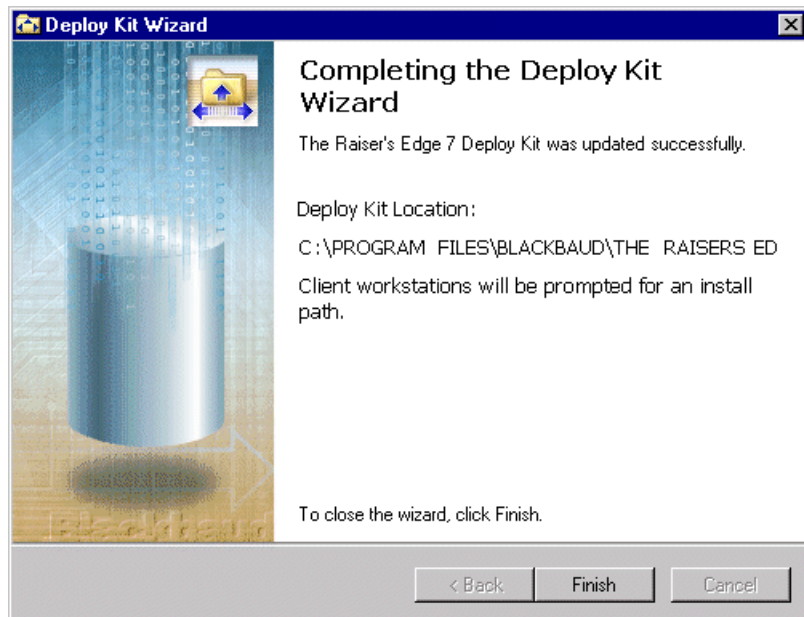 Deploy Kit Wizard
Completing the Deploy Kit
Wizard
The Raiser's Edge 7 Deploy Kit was updated successfully.
Deploy Kit Location:
C:\PROGRAM FILES\BLACKBAUD\THE RAISERS ED
Client workstations will be prompted for an install
path.
To close the wizard, click Finish.
Blackbaud
< Back
Finish
Cancel